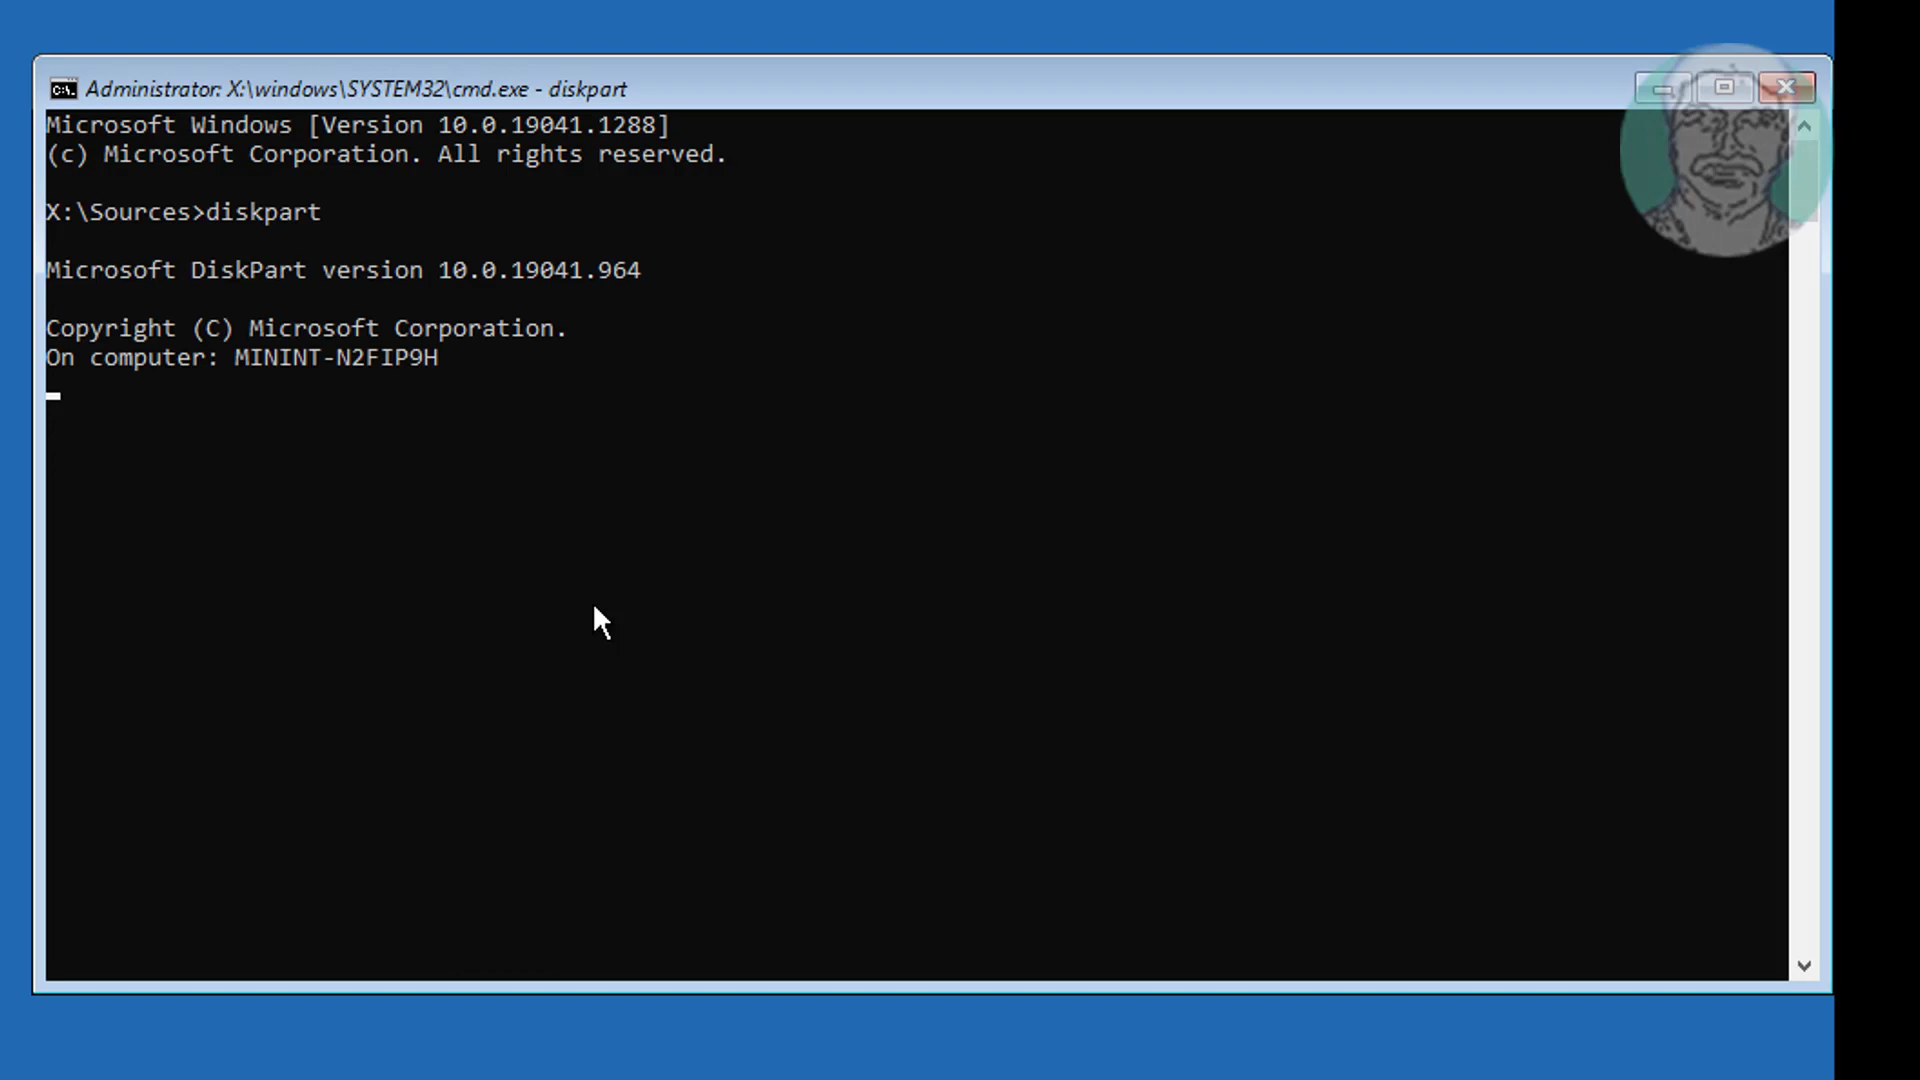 Administrator: X:\windows\SYSTEM32\cmd.exe - diskpart
Microsoft Windows [Version 10.0.19041.1288]
(c) Microsoft Corporation. All rights reserved.
X:\Sources>diskpart
Microsoft DiskPart version 10.0.19041.964
Copyright (C) Microsoft Corporation.
On computer: MININT-N2FIP9H